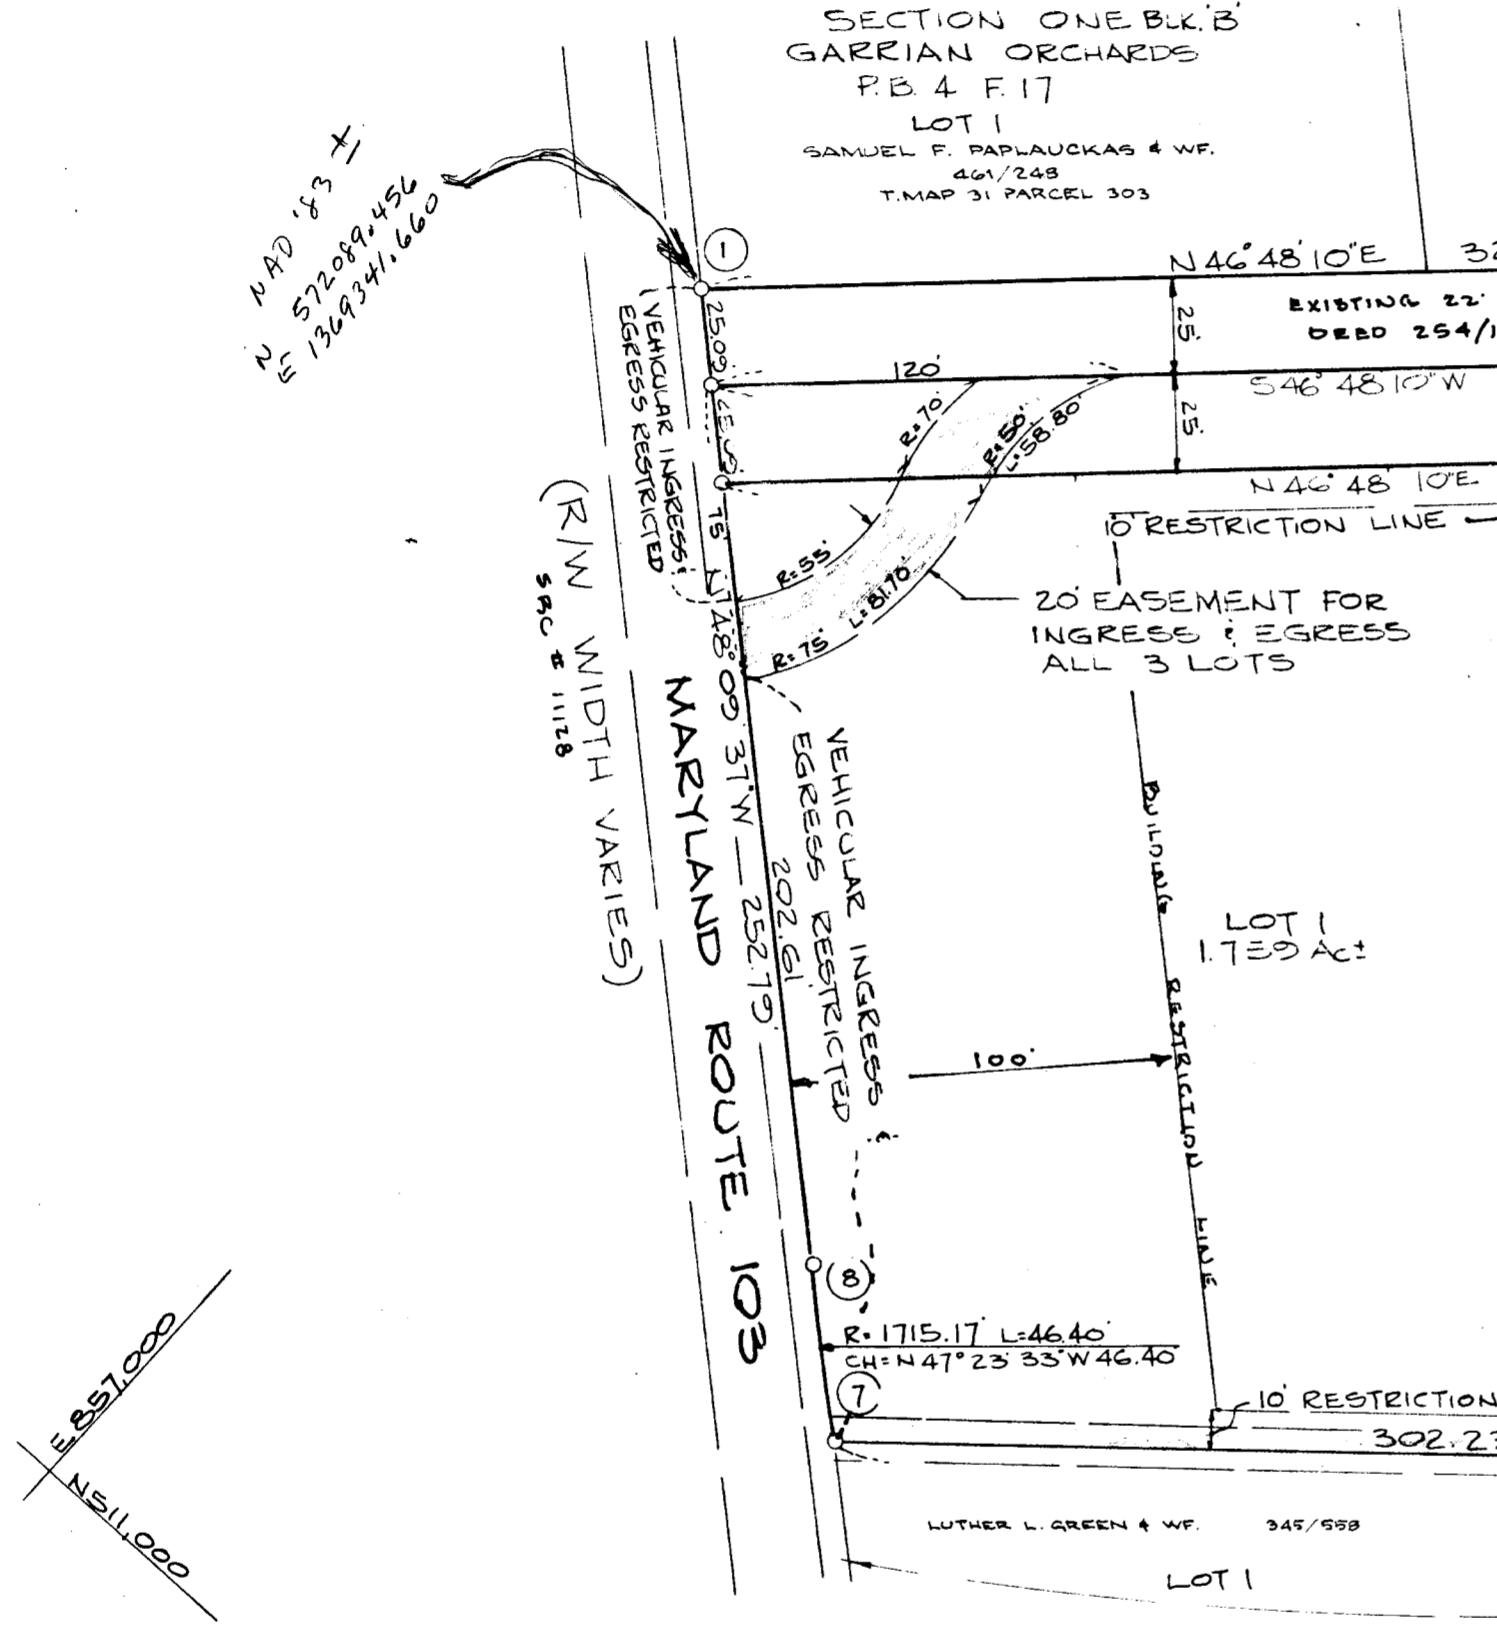 SECTION ONE BLK. 'B'
GARRIAN ORCHARDS
P.B. 4 F. 17
LOT 1
SAMUEL F. PAPLAUCKAS & WF.
461/248
T.MAP 31 PARCEL 303
NAD '83
N 572089.456
E 1369341.660
1
N 46° 48' 10" E
EXISTING 22'
DEED 254/1
25'
25.09
120'
S 46° 48' 10" W
25'
N 46° 48' 10" E
10' RESTRICTION LINE
VEHICULAR INGRESS &
EGRESS RESTRICTED
R=70'
R=50'
L=58.80'
75'
R=55'
L=81.70'
R=75'
20' EASEMENT FOR
INGRESS & EGRESS
ALL 3 LOTS
(R/W WIDTH VARIES)
SRC # 11128
N 48° 09' 37" W — 252.79'
MARYLAND ROUTE 103
202.61
VEHICULAR INGRESS &
EGRESS RESTRICTED
BUILDING RESTRICTION LINE
LOT 1
1.759 Ac±
100'
8
R= 1715.17' L=46.40'
CH= N 47° 23' 33" W 46.40'
7
10' RESTRICTION
302.23
E 857,000
N 511,000
LUTHER L. GREEN & WF. 345/558
LOT 1